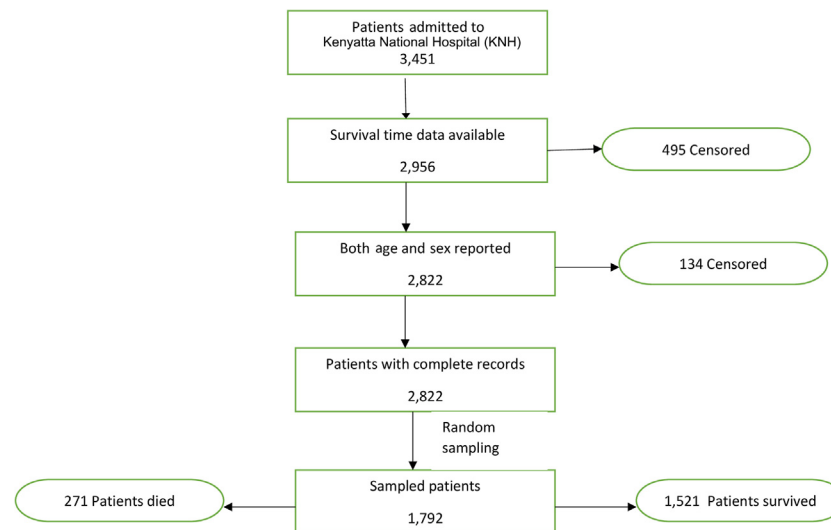 Patients admitted to
Kenyatta National Hospital (KNH)
3,451
Survival time data available
2,956
495 Censored
Both age and sex reported
2,822
134 Censored
Patients with complete records
2,822
Random
sampling
271 Patients died
Sampled patients
1,792
1,521 Patients survived